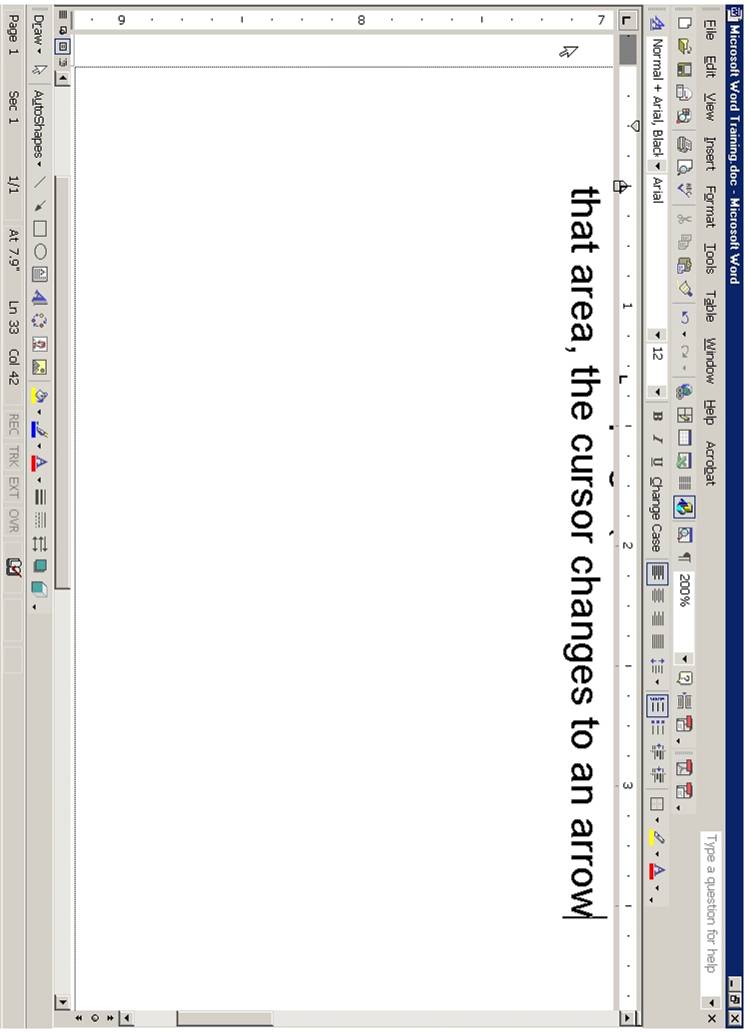 Microsoft Word Training.doc - Microsoft Word
File Edit View Insert Format Tools Table Window Help Acrobat
Type a question for help
200%
Normal + Arial, Black Arial 12 B I U Change Case
1 2 3
7
8
9
that area, the cursor changes to an arrow
Draw AutoShapes
Page 1 Sec 1 1/1 At 7.9" Ln 33 Col 42 REC TRK EXT OVR